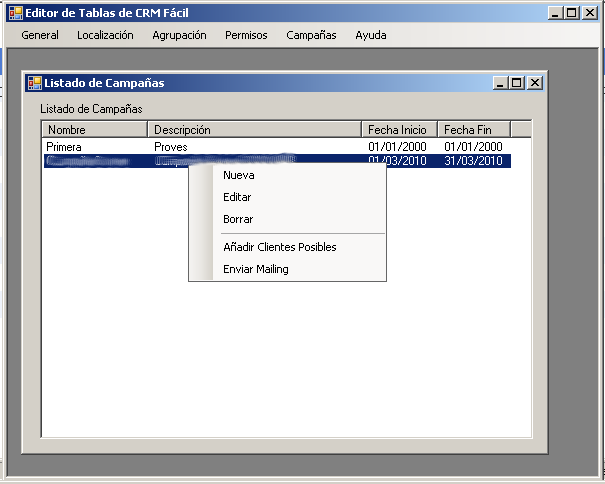 Editor de Tablas de CRM Fácil
General Localización Agrupación Permisos Campañas Ayuda
Listado de Campañas
Listado de Campañas
Nombre Descripción Fecha Inicio Fecha Fin
Primera Proves 01/01/2000 01/01/2000
01/03/2010 31/03/2010
Nueva
Editar
Borrar
Añadir Clientes Posibles
Enviar Mailing